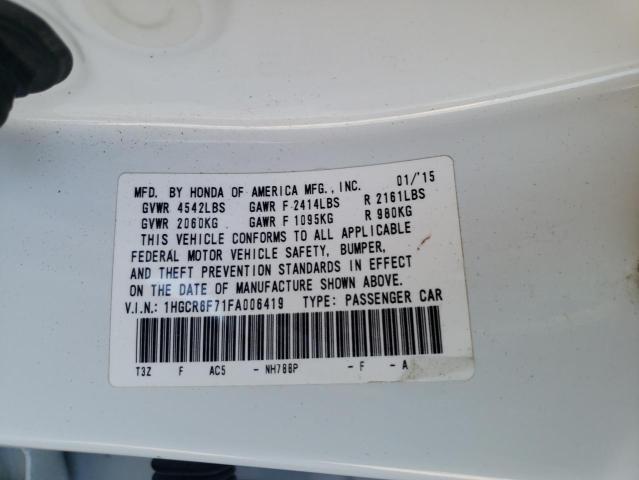 MFD. BY HONDA OF AMERICA MFG., INC. 01/'15
GVWR 4542LBS GAWR F 2414LBS R 2161LBS
GVWR 2060KG GAWR F 1095KG R 980KG
THIS VEHICLE CONFORMS TO ALL APPLICABLE
FEDERAL MOTOR VEHICLE SAFETY, BUMPER,
AND THEFT PREVENTION STANDARDS IN EFFECT
ON THE DATE OF MANUFACTURE SHOWN ABOVE.
V.I.N.: 1HGCR6F71FA006419 TYPE: PASSENGER CAR
T3Z F AC5 - NH788P - F - A